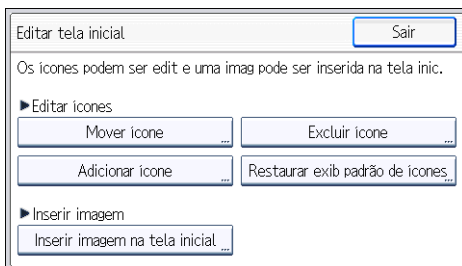 Editar tela inicial
Sair
Os ícones podem ser edit e uma imag pode ser inserida na tela inic.
►Editar ícones
Mover ícone
Excluir ícone
Adicionar ícone
Restaurar exib padrão de ícones
►Inserir imagem
Inserir imagem na tela inicial